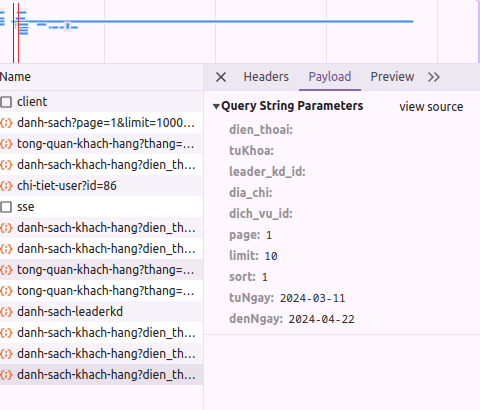 Name
client
danh-sach?page=1&limit=1000...
tong-quan-khach-hang?thang=...
danh-sach-khach-hang?dien_th...
chi-tiet-user?id=86
sse
danh-sach-khach-hang?dien_th...
danh-sach-khach-hang?dien_th...
tong-quan-khach-hang?thang=...
tong-quan-khach-hang?thang=...
danh-sach-leaderkd
danh-sach-khach-hang?dien_th...
danh-sach-khach-hang?dien_th...
danh-sach-khach-hang?dien_th...
Headers Payload Preview
Query String Parameters view source
dien_thoai:
tuKhoa:
leader_kd_id:
dia_chi:
dich_vu_id:
page: 1
limit: 10
sort: 1
tuNgay: 2024-03-11
denNgay: 2024-04-22